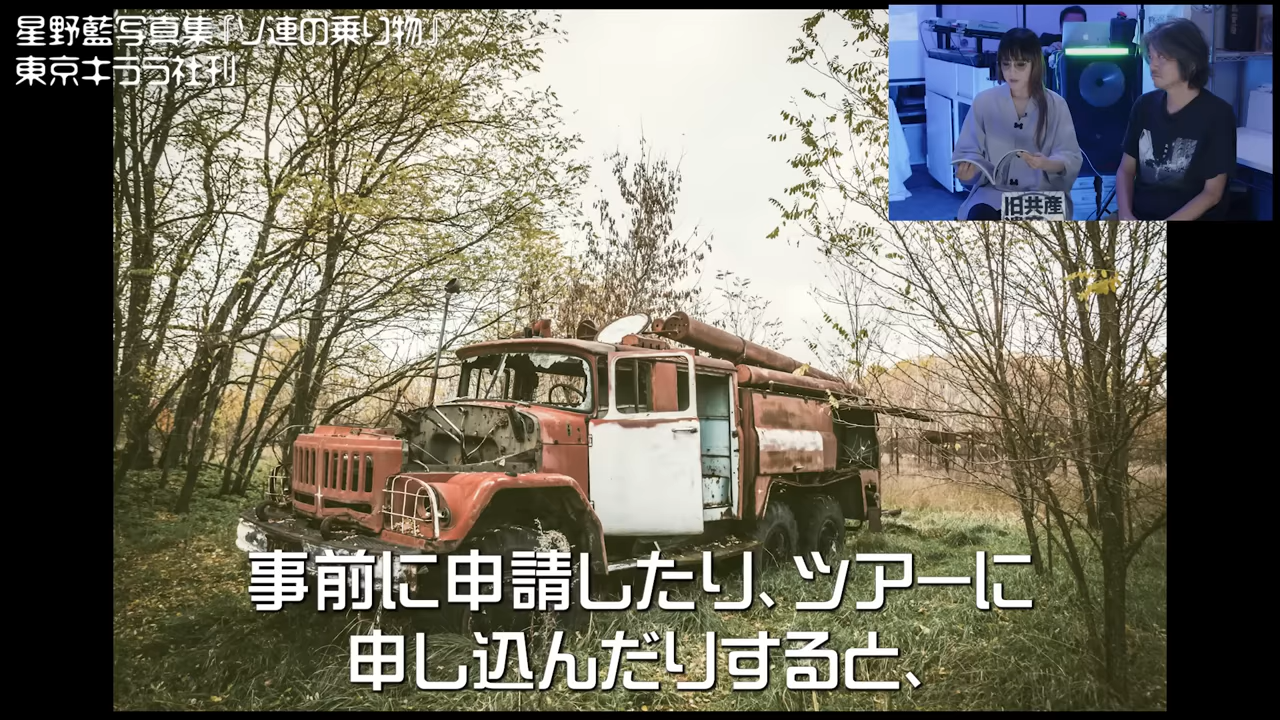 星野藍写真集『ソ連の乗り物』
東京キララ社刊
旧共産
事前に申請したり、ツアーに
申し込んだりすると、